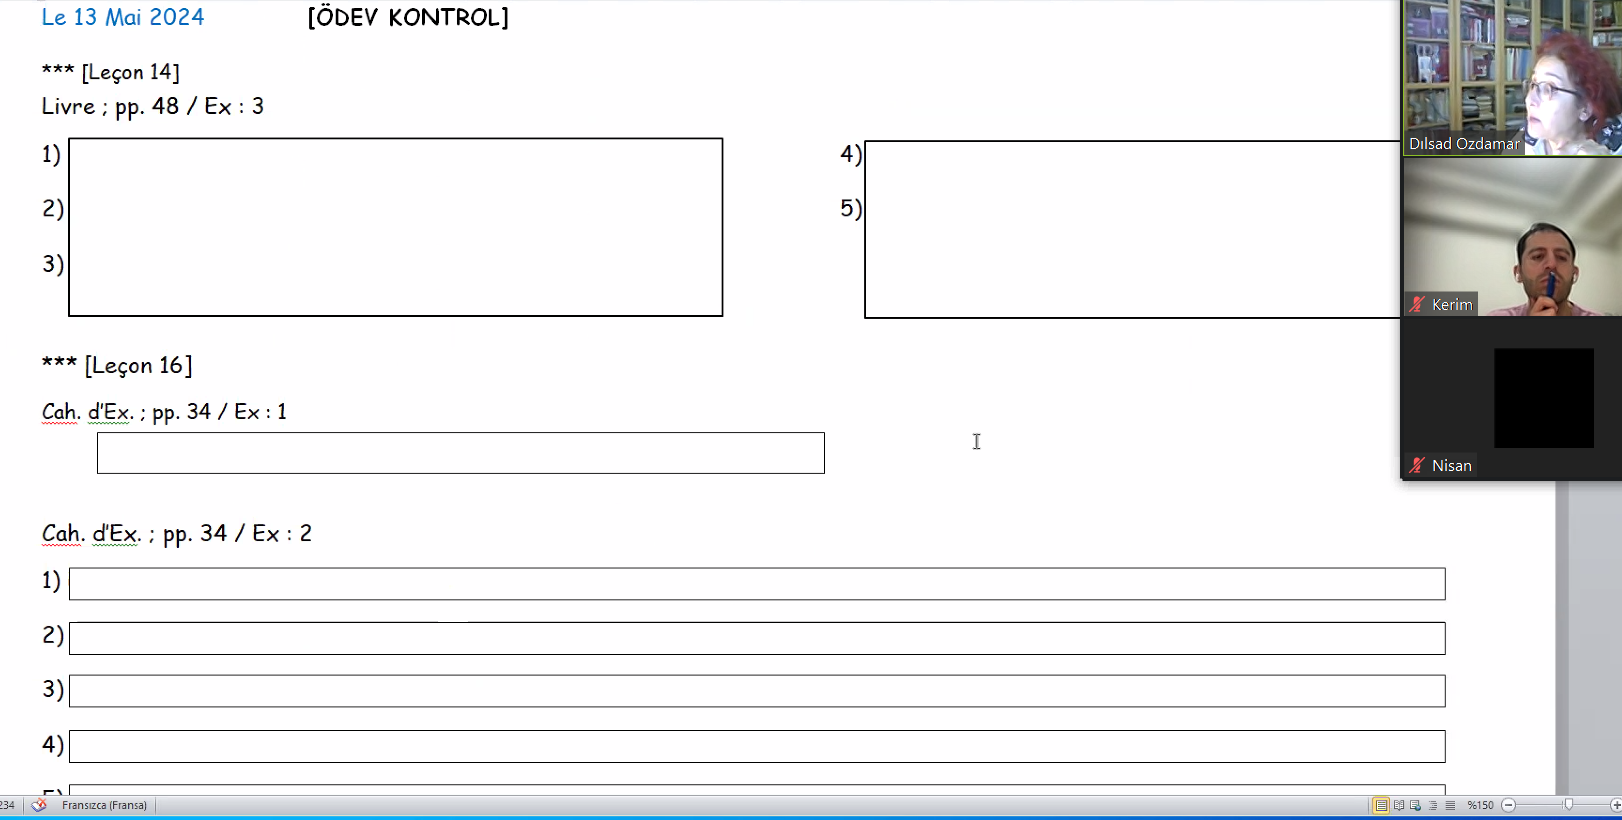 Le 13 Mai 2024 [ÖDEV KONTROL]
*** [Leçon 14]
Livre ; pp. 48 / Ex : 3
1)
2)
3)
4)
5)
*** [Leçon 16]
Cah. d'Ex. ; pp. 34 / Ex : 1
Cah. d'Ex. ; pp. 34 / Ex : 2
1)
2)
3)
4)
5)
Dılsad Ozdamar
Kerim
Nisan
234 Fransızca (Fransa) %150